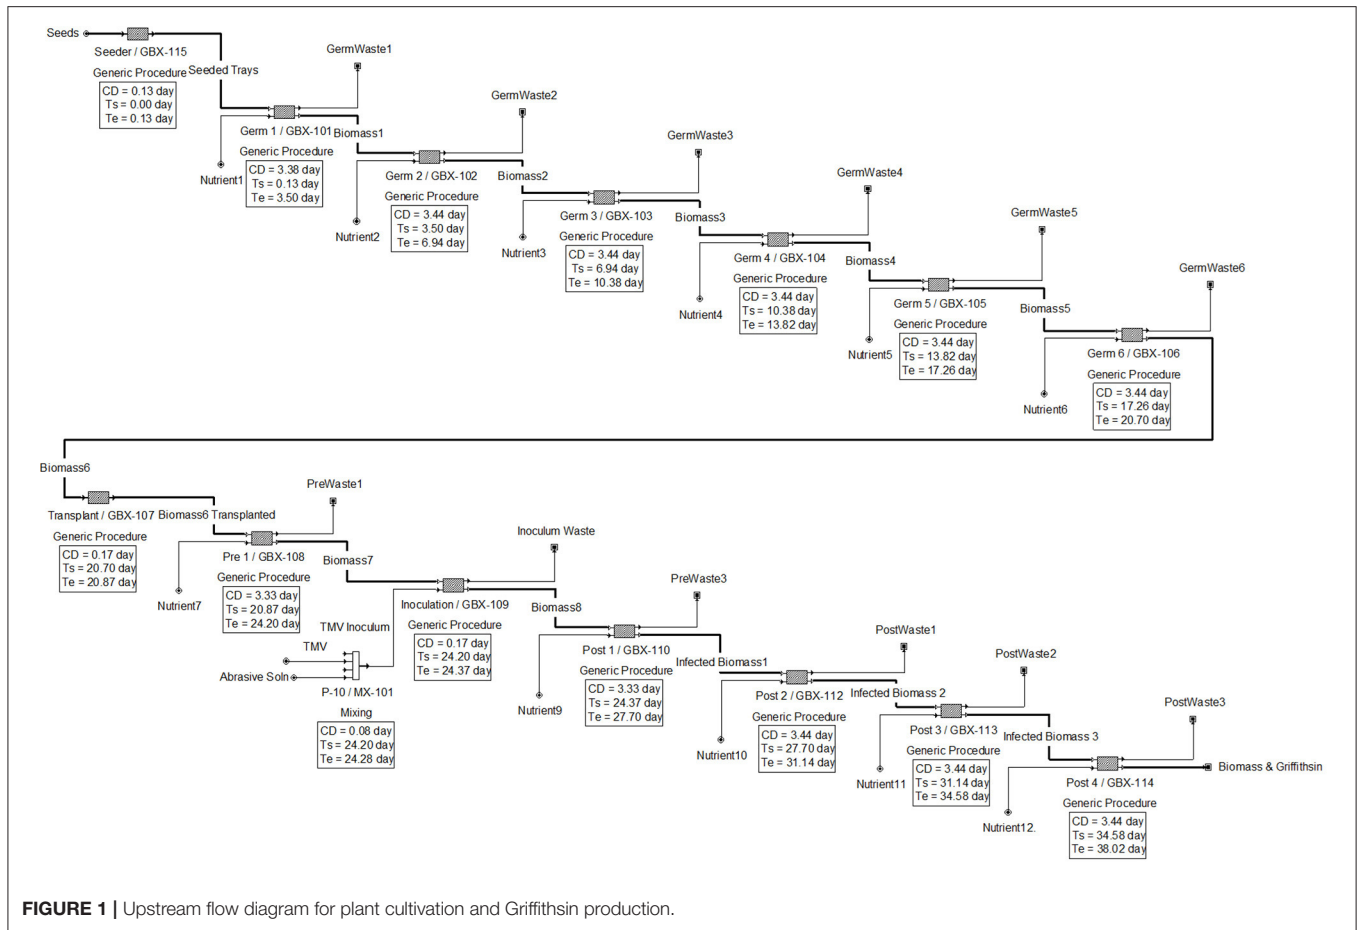 Seeds
Seeder / GBX-115
Generic Procedure
CD = 0.13 day
Ts = 0.00 day
Te = 0.13 day
Seeded Trays
GermWaste1
Germ 1 / GBX-101
Biomass1
Generic Procedure
CD = 3.38 day
Ts = 0.13 day
Te = 3.50 day
Nutrient1
GermWaste2
Germ 2 / GBX-102
Biomass2
Generic Procedure
CD = 3.44 day
Ts = 3.50 day
Te = 6.94 day
Nutrient2
GermWaste3
Germ 3 / GBX-103
Biomass3
Generic Procedure
CD = 3.44 day
Ts = 6.94 day
Te = 10.38 day
Nutrient3
GermWaste4
Germ 4 / GBX-104
Biomass4
Generic Procedure
CD = 3.44 day
Ts = 10.38 day
Te = 13.82 day
Nutrient4
GermWaste5
Germ 5 / GBX-105
Biomass5
Generic Procedure
CD = 3.44 day
Ts = 13.82 day
Te = 17.26 day
Nutrient5
GermWaste6
Germ 6 / GBX-106
Generic Procedure
CD = 3.44 day
Ts = 17.26 day
Te = 20.70 day
Nutrient6
Biomass6
Transplant / GBX-107
Biomass6 Transplanted
Generic Procedure
CD = 0.17 day
Ts = 20.70 day
Te = 20.87 day
PreWaste1
Pre 1 / GBX-108
Biomass7
Generic Procedure
CD = 3.33 day
Ts = 20.87 day
Te = 24.20 day
Nutrient7
Inoculum Waste
Inoculation / GBX-109
Biomass8
Generic Procedure
CD = 0.17 day
Ts = 24.20 day
Te = 24.37 day
TMV Inoculum
TMV
Abrasive Soln
P-10 / MX-101
Mixing
CD = 0.08 day
Ts = 24.20 day
Te = 24.28 day
PreWaste3
Post 1 / GBX-110
Infected Biomass1
Generic Procedure
CD = 3.33 day
Ts = 24.37 day
Te = 27.70 day
Nutrient9
PostWaste1
Post 2 / GBX-112
Infected Biomass 2
Generic Procedure
CD = 3.44 day
Ts = 27.70 day
Te = 31.14 day
Nutrient10
PostWaste2
Post 3 / GBX-113
Infected Biomass 3
Generic Procedure
CD = 3.44 day
Ts = 31.14 day
Te = 34.58 day
Nutrient11
PostWaste3
Post 4 / GBX-114
Biomass & Griffithsin
Generic Procedure
CD = 3.44 day
Ts = 34.58 day
Te = 38.02 day
Nutrient12.
FIGURE 1 | Upstream flow diagram for plant cultivation and Griffithsin production.